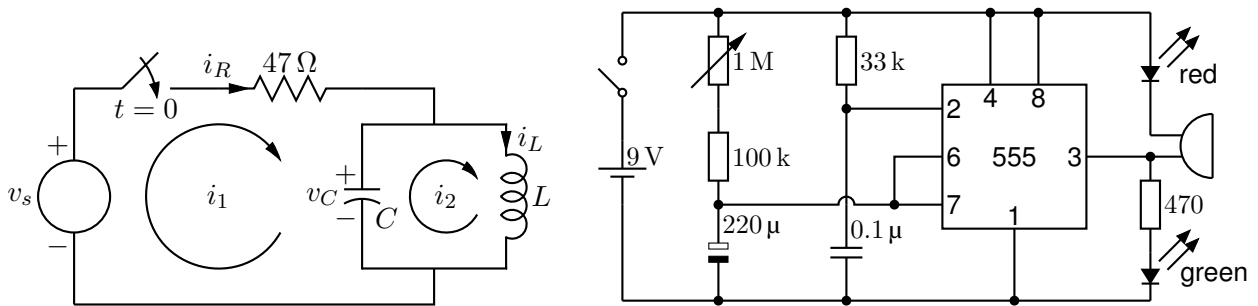 47 Ω
i_R
t = 0
+
v_s
−
i_1
+
v_C
−
C
i_2
i_L
L
9 V
1 M
100 k
220 µ
33 k
0.1 µ
2
4
8
6
555
3
7
1
red
470
green